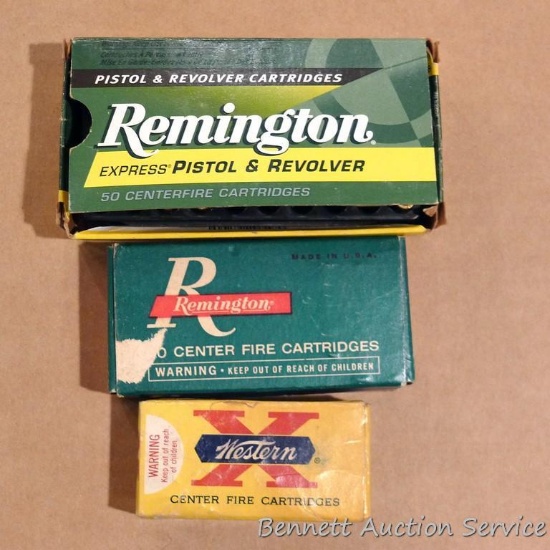 PISTOL & REVOLVER CARTRIDGES
Remington
EXPRESS® PISTOL & REVOLVER
50 CENTERFIRE CARTRIDGES
MADE IN U.S.A.
R
Remington®
0 CENTER FIRE CARTRIDGES
WARNING • KEEP OUT OF REACH OF CHILDREN
WARNING
Keep out of reach
of children.
X
Western
CENTER FIRE CARTRIDGES
Bennett Auction Service